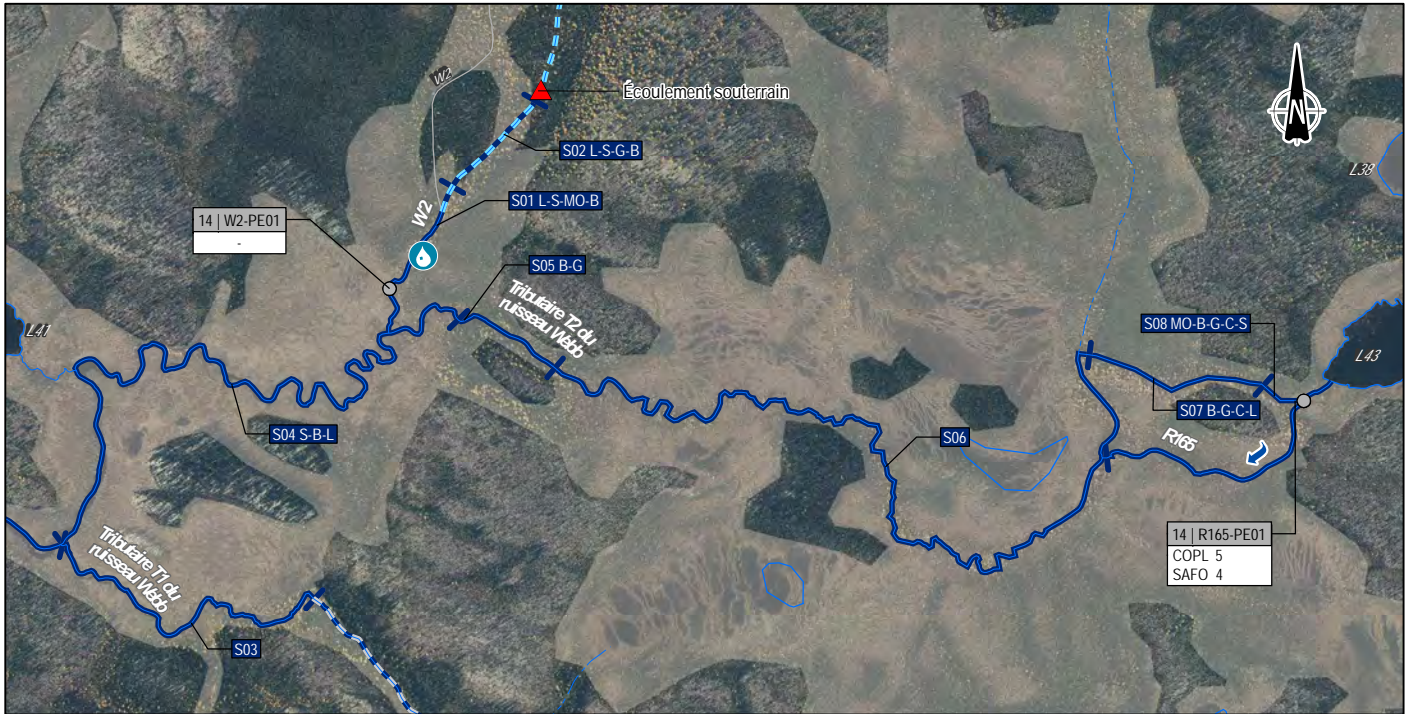 W2
Écoulement souterrain
N
S02 L-S-G-B
L38
S01 L-S-MO-B
W2
14 | W2-PE01
-
S05 B-G
Tributaire T2 du
ruisseau Webb
L41
S08 MO-B-G-C-S
L43
S07 B-G-C-L
S04 S-B-L
S06
R165
14 | R165-PE01
COPL 5
SAFO 4
Tributaire T1 du
ruisseau Webb
S03